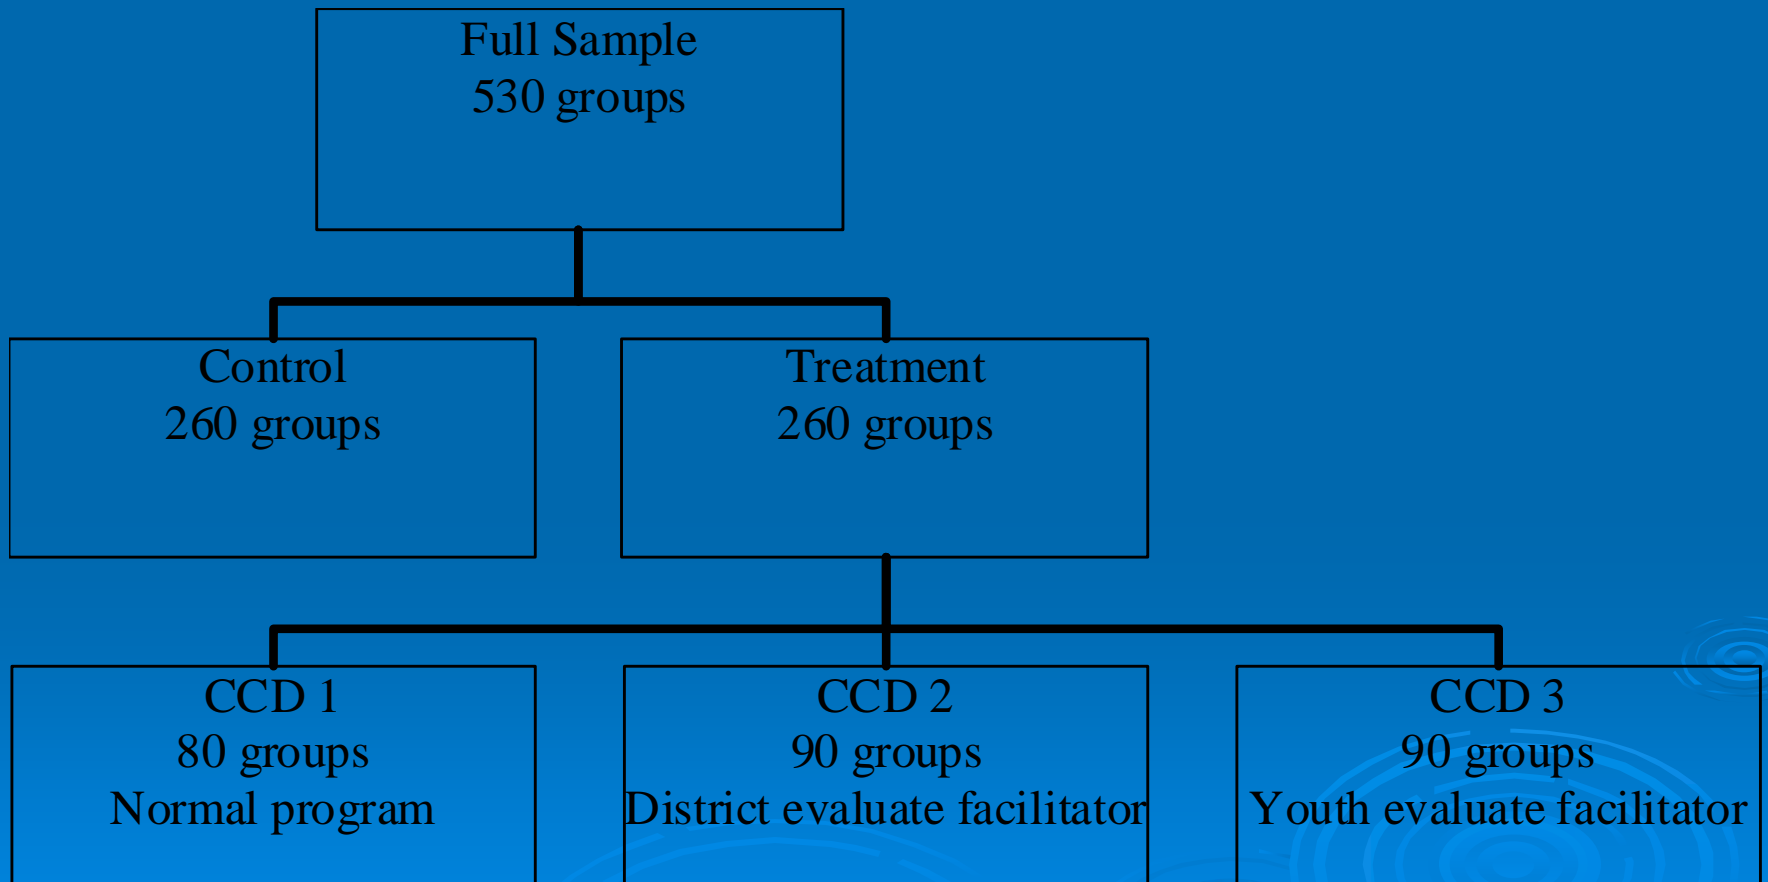 Full Sample
530 groups
Control
260 groups
Treatment
260 groups
CCD 1
80 groups
Normal program
CCD 2
90 groups
District evaluate facilitator
CCD 3
90 groups
Youth evaluate facilitator